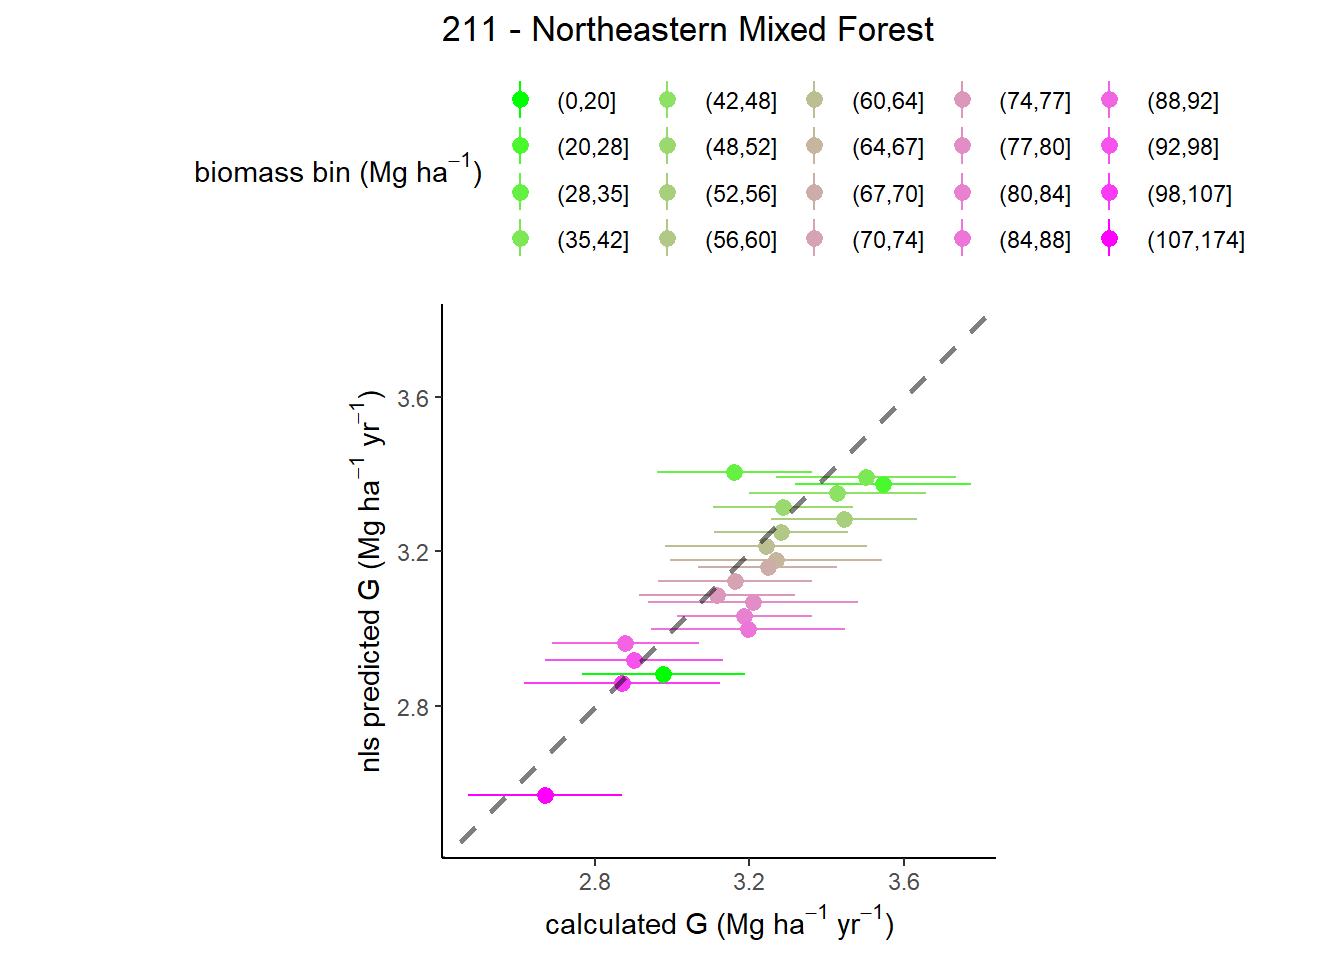 211 - Northeastern Mixed Forest
biomass bin (Mg ha⁻¹)
(0,20] (42,48] (60,64] (74,77] (88,92]
(20,28] (48,52] (64,67] (77,80] (92,98]
(28,35] (52,56] (67,70] (80,84] (98,107]
(35,42] (56,60] (70,74] (84,88] (107,174]
nls predicted G (Mg ha⁻¹ yr⁻¹)
3.6
3.2
2.8
2.8 3.2 3.6
calculated G (Mg ha⁻¹ yr⁻¹)